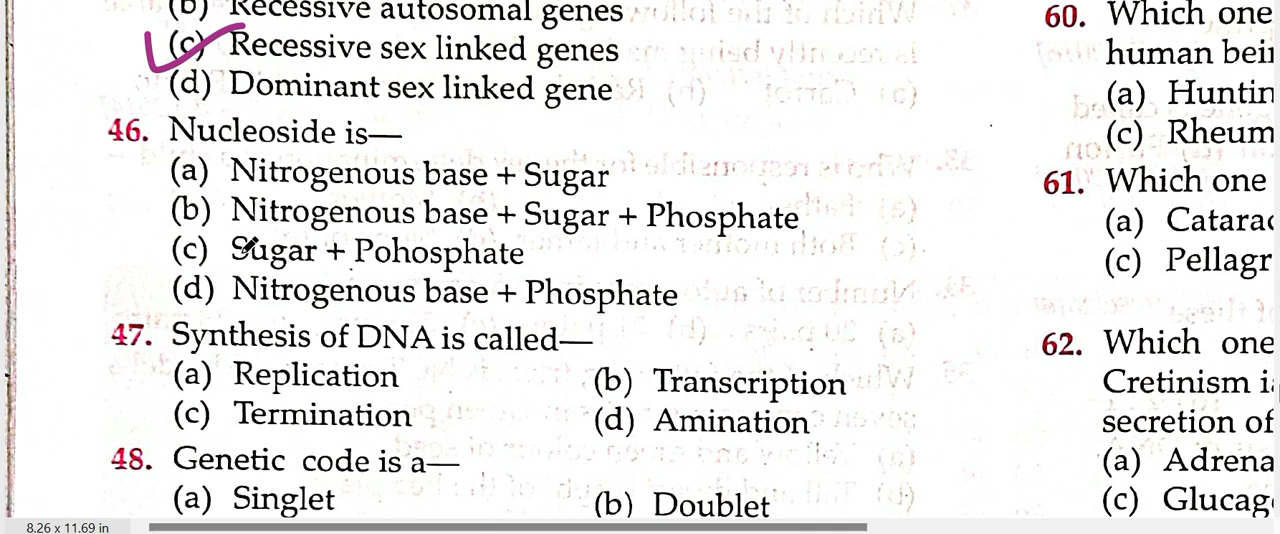 (b) Recessive autosomal genes
(c) Recessive sex linked genes
(d) Dominant sex linked gene
46. Nucleoside is—
(a) Nitrogenous base + Sugar
(b) Nitrogenous base + Sugar + Phosphate
(c) Sugar + Pohosphate
(d) Nitrogenous base + Phosphate
47. Synthesis of DNA is called—
(a) Replication (b) Transcription
(c) Termination (d) Amination
48. Genetic code is a—
(a) Singlet (b) Doublet
60. Which one
human bei
(a) Huntin
(c) Rheum
61. Which one
(a) Catarac
(c) Pellagr
62. Which one
Cretinism i
secretion of
(a) Adrena
(c) Glucag
8.26 x 11.69 in